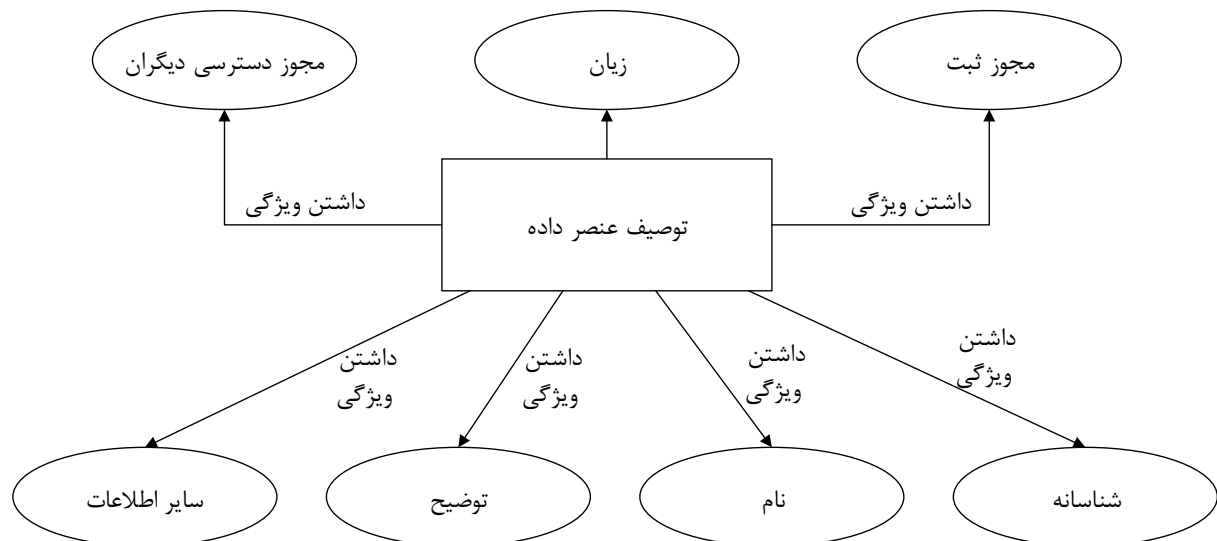 مجوز ثبت
زیان
مجوز دسترسی دیگران
داشتن ویژگی
داشتن ویژگی
توصیف عنصر داده
داشتن
ویژگی
داشتن
ویژگی
داشتن
ویژگی
داشتن
ویژگی
شناسانه
نام
توضیح
سایر اطلاعات